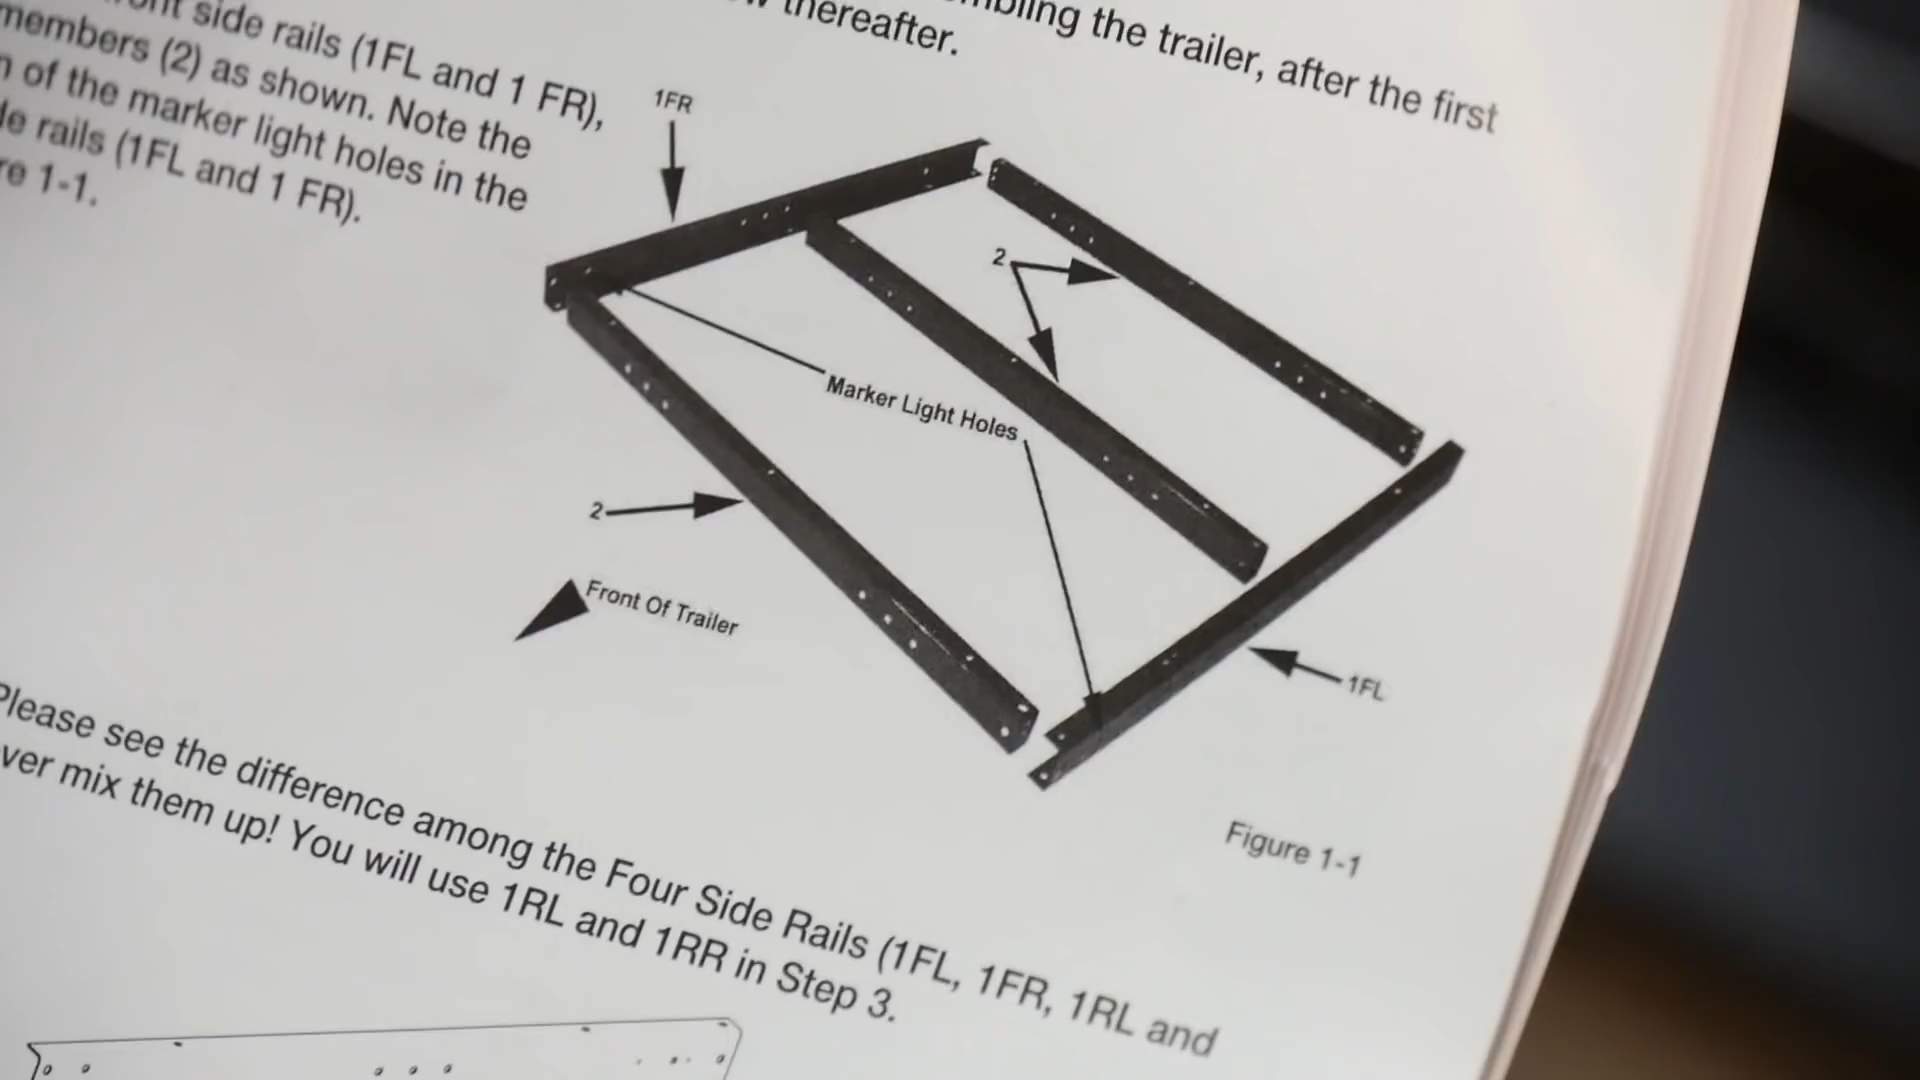 side rails (1FL and 1 FR),
members (2) as shown. Note the
of the marker light holes in the
rails (1FL and 1 FR).
1-1.
the trailer, after the first
thereafter.
1FR
2
Marker Light Holes
2
Front Of Trailer
1FL
Figure 1-1
Please see the difference among the Four Side Rails (1FL, 1FR, 1RL and
mix them up! You will use 1RL and 1RR in Step 3.